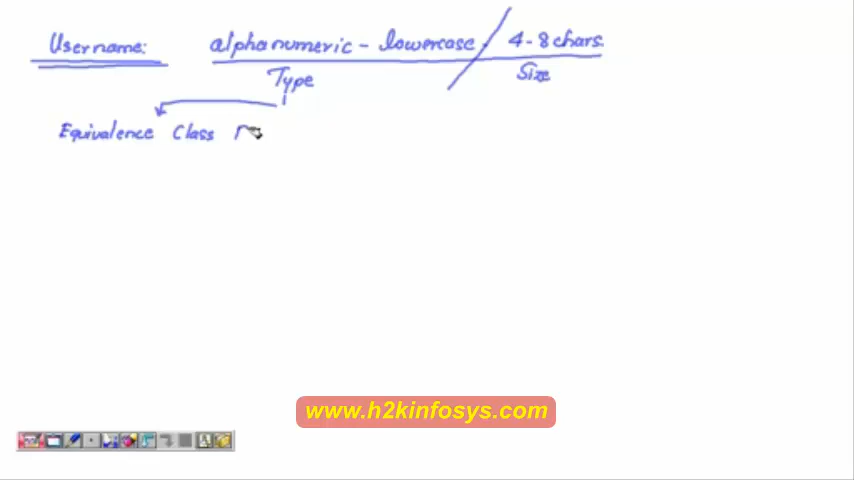 Username: alphanumeric - lowercase. 4-8 chars.
Type Size
Equivalence Class
www.h2kinfosys.com